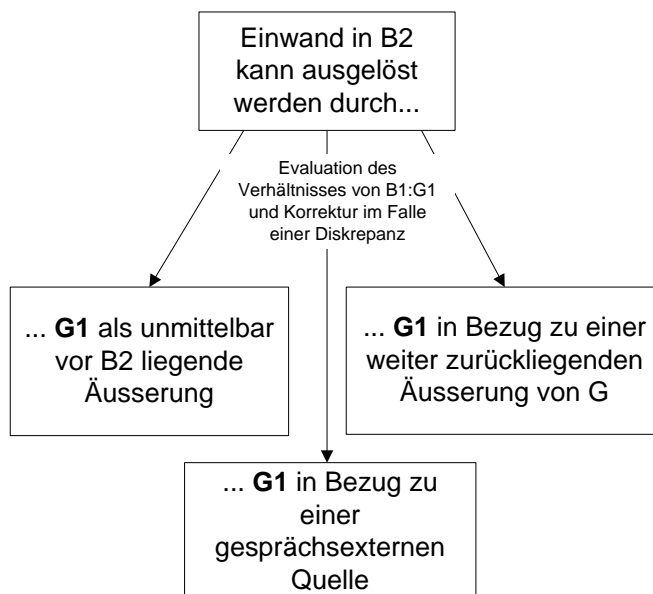 Einwand in B2
kann ausgelöst
werden durch...
Evaluation des
Verhältnisses von B1:G1
und Korrektur im Falle
einer Diskrepanz
... G1 als unmittelbar
vor B2 liegende
Äusserung
... G1 in Bezug zu einer
weiter zurückliegenden
Äusserung von G
... G1 in Bezug zu
einer
gesprächsexternen
Quelle